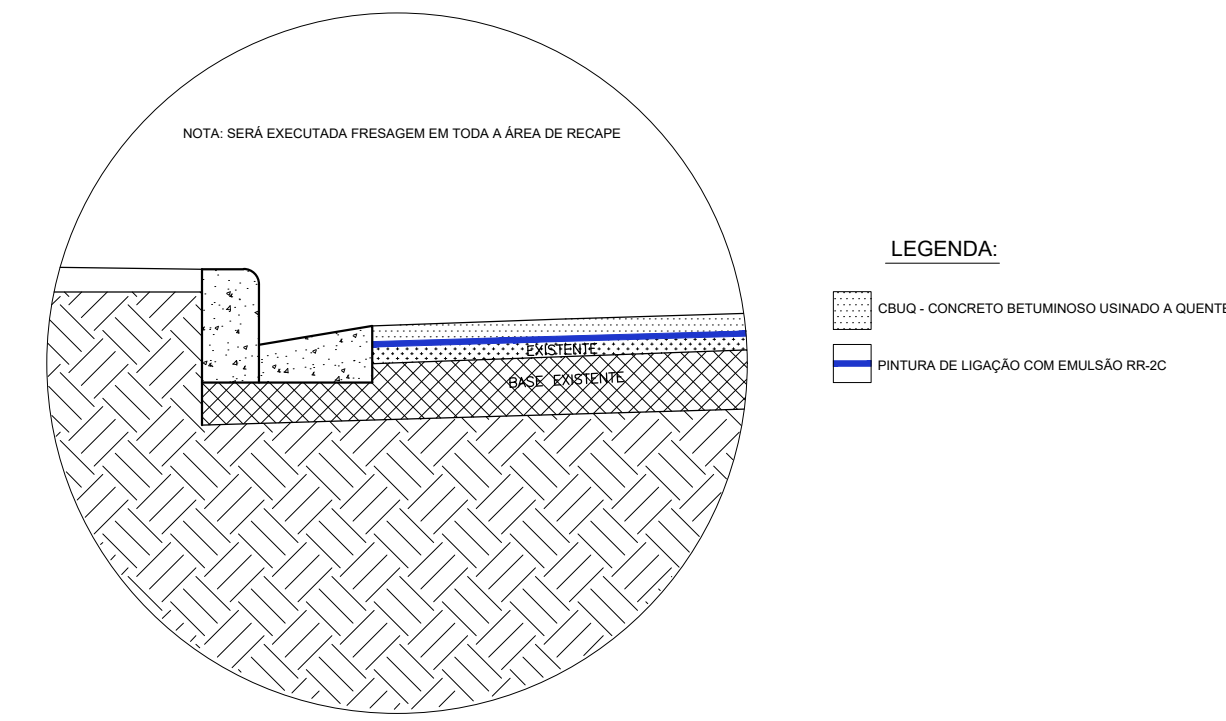 NOTA: SERÁ EXECUTADA FRESAGEM EM TODA A ÁREA DE RECAPE
LEGENDA:
CBUQ - CONCRETO BETUMINOSO USINADO A QUENTE
PINTURA DE LIGAÇÃO COM EMULSÃO RR-2C
EXISTENTE
BASE EXISTENTE